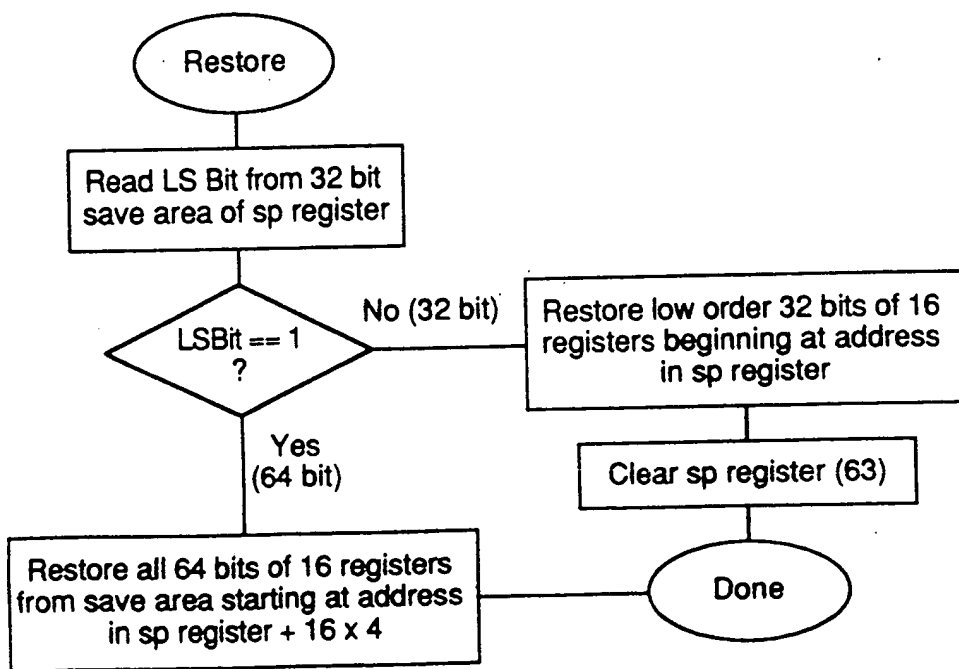 Restore
Read LS Bit from 32 bit
save area of sp register
LSBit == 1
?
No (32 bit)
Restore low order 32 bits of 16
registers beginning at address
in sp register
Yes
(64 bit)
Clear sp register (63)
Restore all 64 bits of 16 registers
from save area starting at address
in sp register + 16 x 4
Done